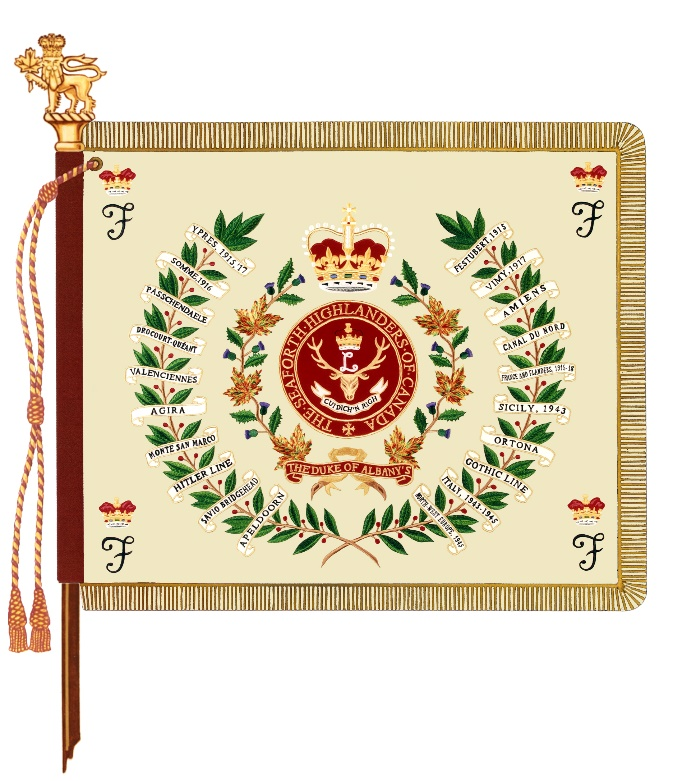 F
F
YPRES, 1915, 17
FESTUBERT, 1915
SOMME, 1916
VIMY, 1917
PASSCHENDAELE
AMIENS
DROCOURT-QUÉANT
CANAL DU NORD
VALENCIENNES
FRANCE AND FLANDERS, 1915-18
AGIRA
SICILY, 1943
MONTE SAN MARCO
ORTONA
HITLER LINE
GOTHIC LINE
SAVIO BRIDGEHEAD
ITALY, 1943-1945
APELDOORN
NORTH-WEST EUROPE, 1945
THE · SEAFORTH · HIGHLANDERS · OF · CANADA
L
CUIDICH'N RIGH
THE DUKE OF ALBANY'S
F
F